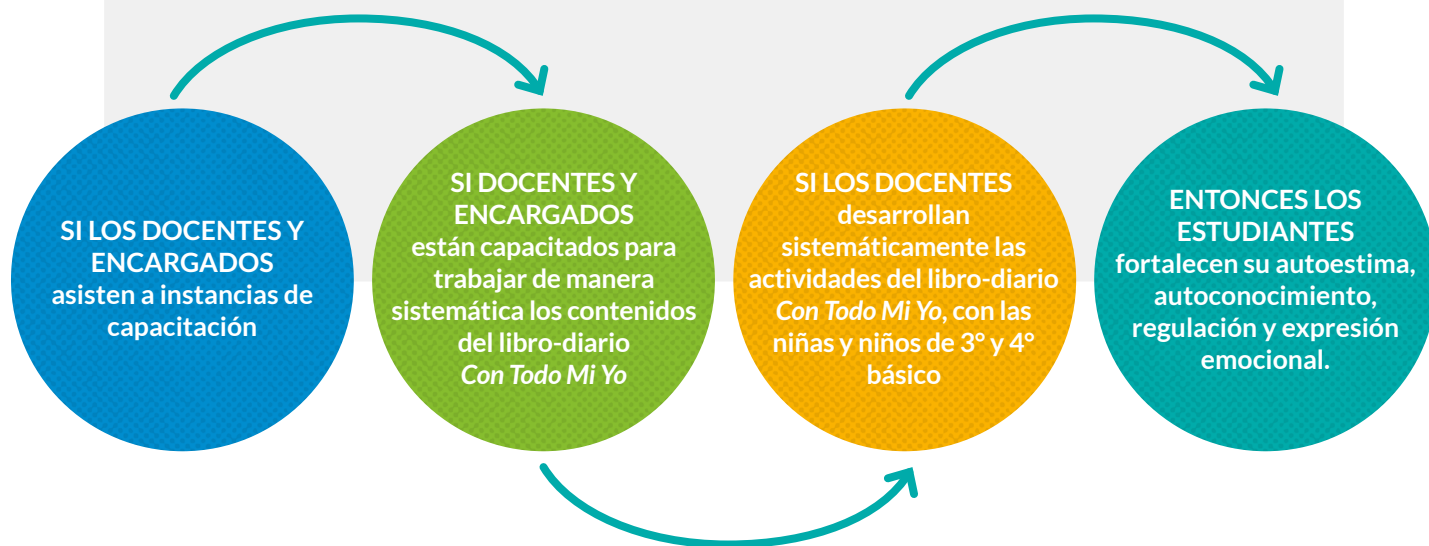 SI LOS DOCENTES Y
ENCARGADOS
asisten a instancias de
capacitación
SI DOCENTES Y
ENCARGADOS
están capacitados para
trabajar de manera
sistemática los contenidos
del libro-diario
Con Todo Mi Yo
SI LOS DOCENTES
desarrollan
sistemáticamente las
actividades del libro-diario
Con Todo Mi Yo, con las
niñas y niños de 3° y 4°
básico
ENTONCES LOS
ESTUDIANTES
fortalecen su autoestima,
autoconocimiento,
regulación y expresión
emocional.